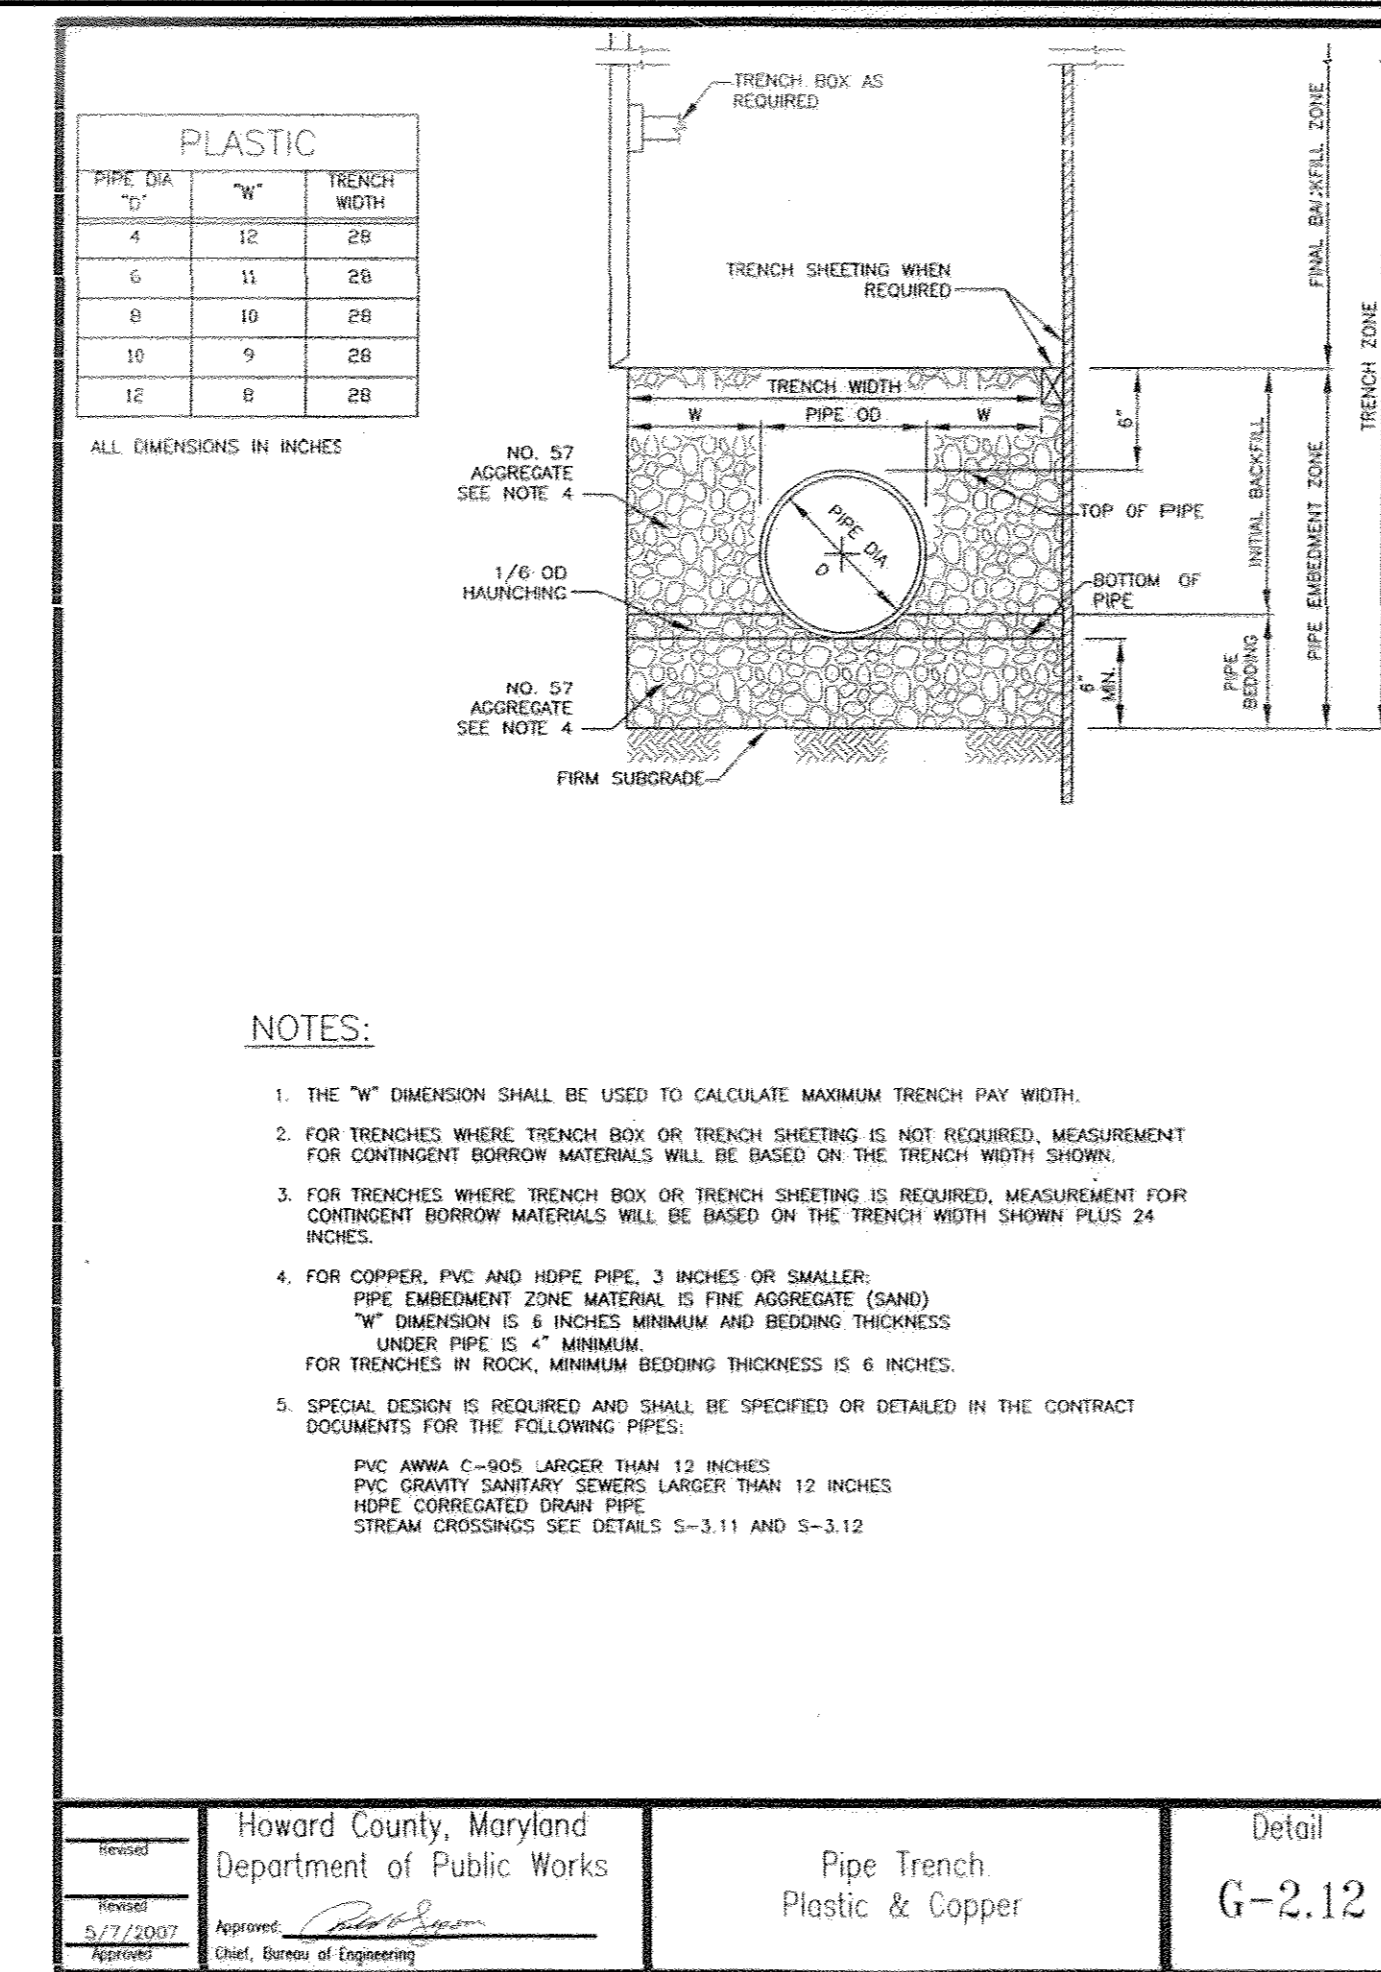 TRENCH BOX AS
REQUIRED
PLASTIC
PIPE DIA "D" "W" TRENCH WIDTH
4 12 28
6 11 28
8 10 28
10 9 28
12 8 28
ALL DIMENSIONS IN INCHES
TRENCH SHEETING WHEN
REQUIRED
TRENCH WIDTH
W PIPE OD W
NO. 57
AGGREGATE
SEE NOTE 4
PIPE DIA.
D
1/6 OD
HAUNCHING
NO. 57
AGGREGATE
SEE NOTE 4
FIRM SUBGRADE
6"
TOP OF PIPE
BOTTOM OF
PIPE
6"
MIN.
PIPE
BEDDING
INITIAL BACKFILL
PIPE EMBEDMENT ZONE
FINAL BACKFILL ZONE
TRENCH ZONE
NOTES:
1. THE "W" DIMENSION SHALL BE USED TO CALCULATE MAXIMUM TRENCH PAY WIDTH.
2. FOR TRENCHES WHERE TRENCH BOX OR TRENCH SHEETING IS NOT REQUIRED, MEASUREMENT
FOR CONTINGENT BORROW MATERIALS WILL BE BASED ON THE TRENCH WIDTH SHOWN.
3. FOR TRENCHES WHERE TRENCH BOX OR TRENCH SHEETING IS REQUIRED, MEASUREMENT FOR
CONTINGENT BORROW MATERIALS WILL BE BASED ON THE TRENCH WIDTH SHOWN PLUS 24
INCHES.
4. FOR COPPER, PVC AND HDPE PIPE, 3 INCHES OR SMALLER:
PIPE EMBEDMENT ZONE MATERIAL IS FINE AGGREGATE (SAND)
"W" DIMENSION IS 6 INCHES MINIMUM AND BEDDING THICKNESS
UNDER PIPE IS 4" MINIMUM.
FOR TRENCHES IN ROCK, MINIMUM BEDDING THICKNESS IS 6 INCHES.
5. SPECIAL DESIGN IS REQUIRED AND SHALL BE SPECIFIED OR DETAILED IN THE CONTRACT
DOCUMENTS FOR THE FOLLOWING PIPES:
PVC AWWA C-905 LARGER THAN 12 INCHES
PVC GRAVITY SANITARY SEWERS LARGER THAN 12 INCHES
HDPE CORREGATED DRAIN PIPE
STREAM CROSSINGS SEE DETAILS S-3.11 AND S-3.12
Revised
Revised
5/7/2007
Approved
Howard County, Maryland
Department of Public Works
Approved:
Chief, Bureau of Engineering
Pipe Trench
Plastic & Copper
Detail
G-2.12